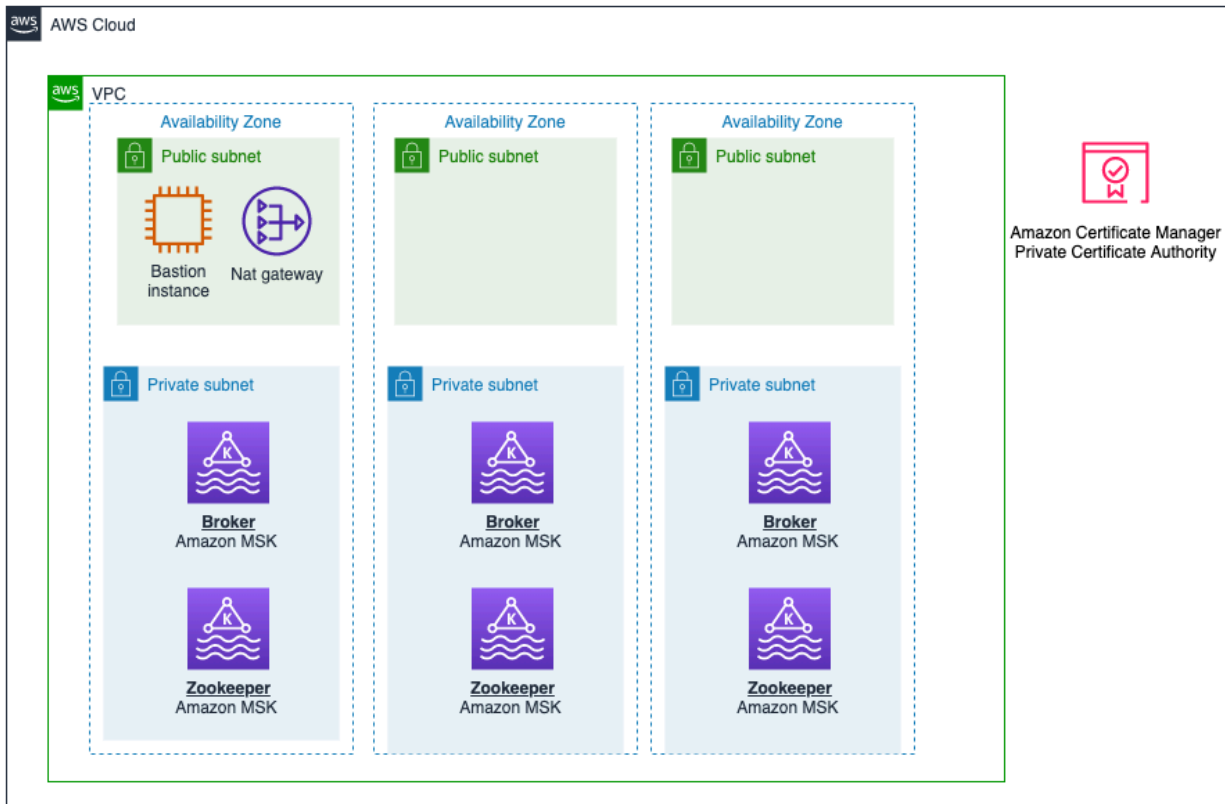 aws
AWS Cloud
aws
VPC
Availability Zone
Public subnet
Bastion
instance
Nat gateway
Private subnet
K
Broker
Amazon MSK
K
Zookeeper
Amazon MSK
Availability Zone
Public subnet
Private subnet
K
Broker
Amazon MSK
K
Zookeeper
Amazon MSK
Availability Zone
Public subnet
Private subnet
K
Broker
Amazon MSK
K
Zookeeper
Amazon MSK
Amazon Certificate Manager
Private Certificate Authority